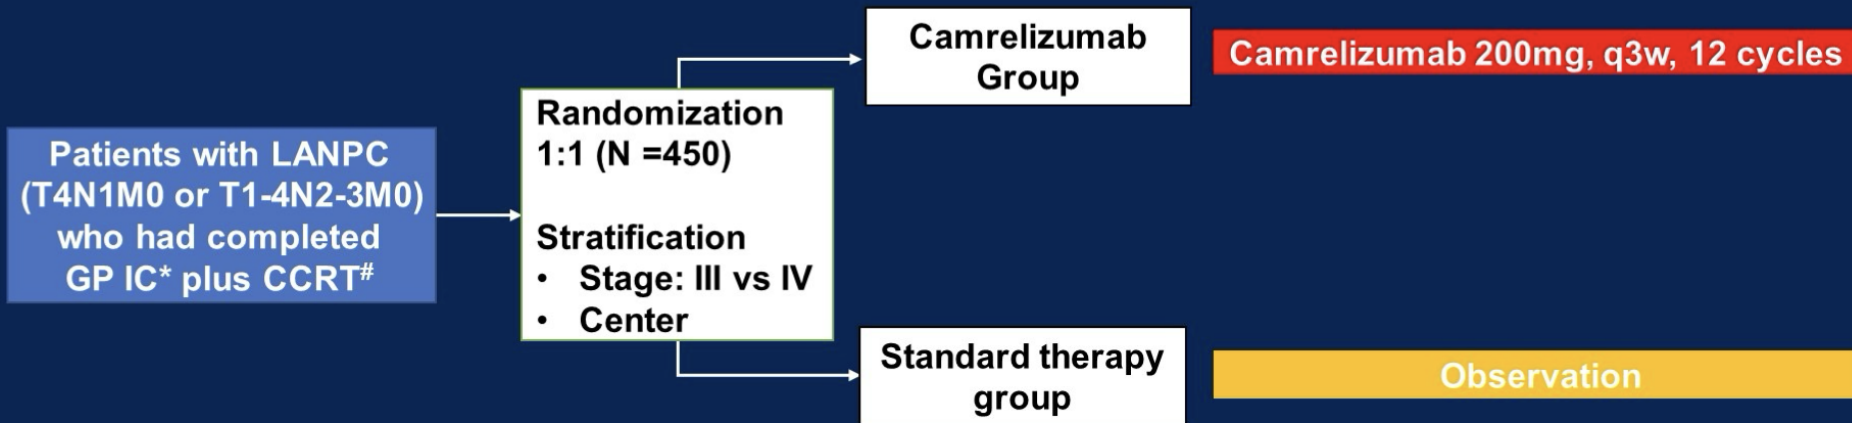 Patients with LANPC
(T4N1M0 or T1-4N2-3M0)
who had completed
GP IC* plus CCRT#
Randomization
1:1 (N =450)
Stratification
• Stage: III vs IV
• Center
Camrelizumab
Group
Camrelizumab 200mg, q3w, 12 cycles
Standard therapy
group
Observation